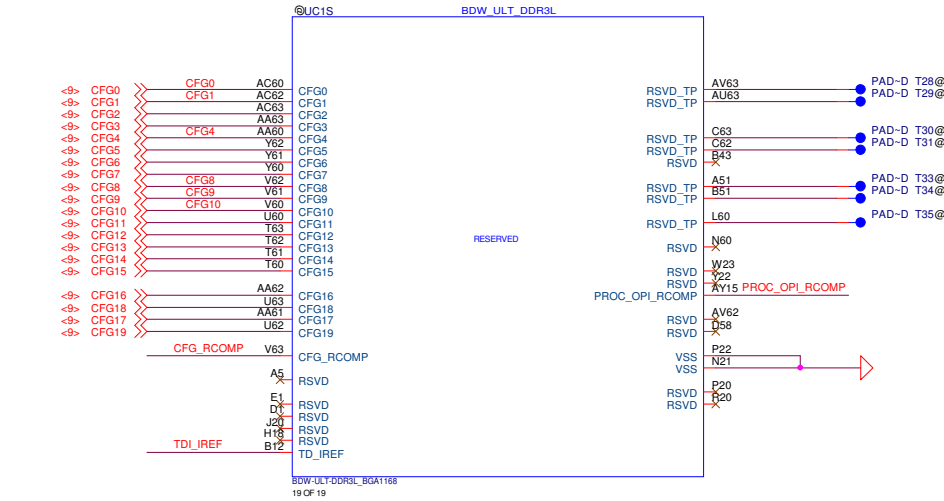 @UC1S BDW_ULT_DDR3L
<9> CFG0 CFG0 AC60 CFG0 RSVD_TP AV63 PAD~D T28@
<9> CFG1 CFG1 AC62 CFG1 RSVD_TP AU63 PAD~D T29@
<9> CFG2 AC63 CFG2
<9> CFG3 AA63 CFG3
<9> CFG4 CFG4 AA60 CFG4 RSVD_TP C63 PAD~D T30@
<9> CFG5 Y62 CFG5 RSVD_TP C62 PAD~D T31@
<9> CFG6 Y61 CFG6 RSVD B43
<9> CFG7 Y60 CFG7
<9> CFG8 CFG8 V62 CFG8 RSVD_TP A51 PAD~D T33@
<9> CFG9 CFG9 V61 CFG9 RSVD_TP B51 PAD~D T34@
<9> CFG10 CFG10 V60 CFG10
<9> CFG11 U60 CFG11 RSVD_TP L60 PAD~D T35@
<9> CFG12 T63 CFG12
<9> CFG13 T62 CFG13 RSVD N60
RESERVED
<9> CFG14 T61 CFG14
<9> CFG15 T60 CFG15 RSVD W23
RSVD Y22
<9> CFG16 AA62 CFG16 PROC_OPI_RCOMP AY15 PROC_OPI_RCOMP
<9> CFG18 U63 CFG18
<9> CFG17 AA61 CFG17 RSVD AV62
<9> CFG19 U62 CFG19 RSVD D58
CFG_RCOMP V63 CFG_RCOMP VSS P22
VSS N21
A5 RSVD
RSVD P20
E1 RSVD RSVD R20
D1 RSVD
J20 RSVD
H18 RSVD
TDI_IREF B12 TD_IREF
BDW-ULT-DDR3L_BGA1168
19 OF 19